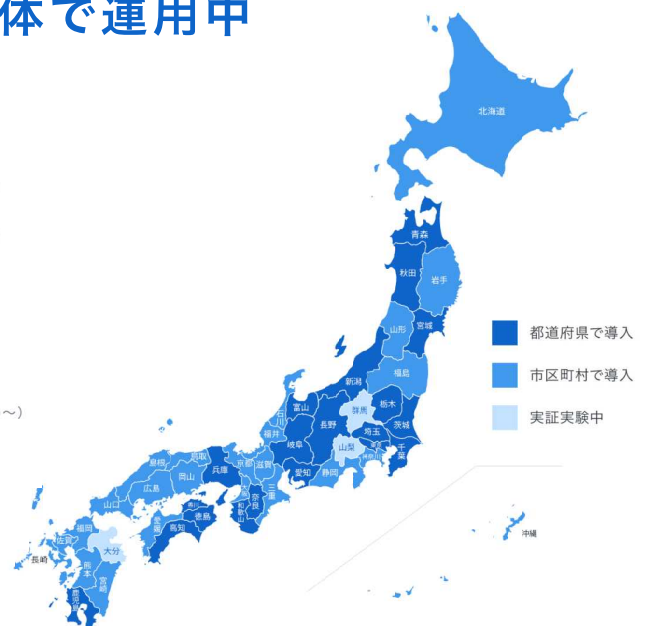 体で運用中
北海道
青森
秋田
岩手
山形
宮城
都道府県で導入
市区町村で導入
実証実験中
福島
新潟
群馬
栃木
茨城
富山
石川
長野
埼玉
福井
岐阜
山梨
千葉
神奈川
～）
島根
鳥取
兵庫
京都
滋賀
愛知
静岡
岡山
広島
三重
奈良
大阪
和歌山
山口
香川
徳島
愛媛
高知
福岡
佐賀
大分
長崎
熊本
宮崎
鹿児島
沖縄